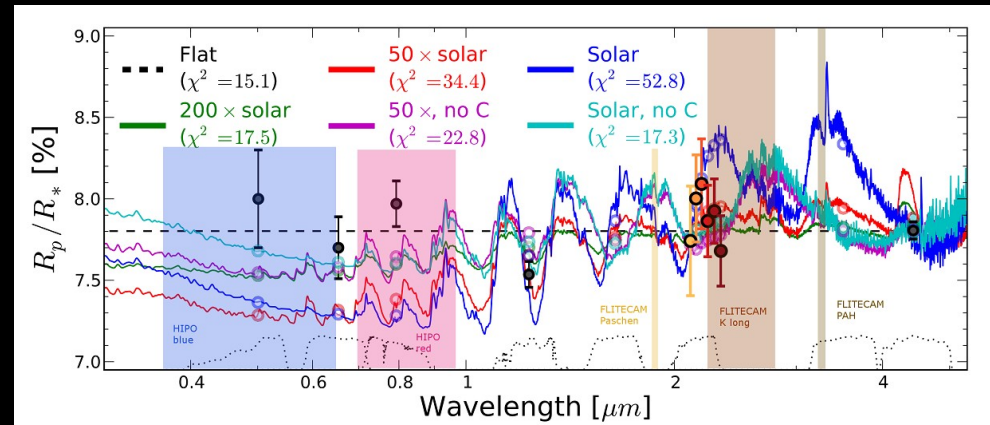 9.0
8.5
8.0
7.5
7.0
R_p/R_* [%]
Flat
(χ² =15.1)
200 × solar
(χ² =17.5)
50 × solar
(χ² =34.4)
50 ×, no C
(χ² =22.8)
Solar
(χ² =52.8)
Solar, no C
(χ² =17.3)
HIPO
blue
HIPO
red
FLITECAM
Paschen
FLITECAM
K long
FLITECAM
PAH
0.4 0.6 0.8 1 2 4
Wavelength [μm]